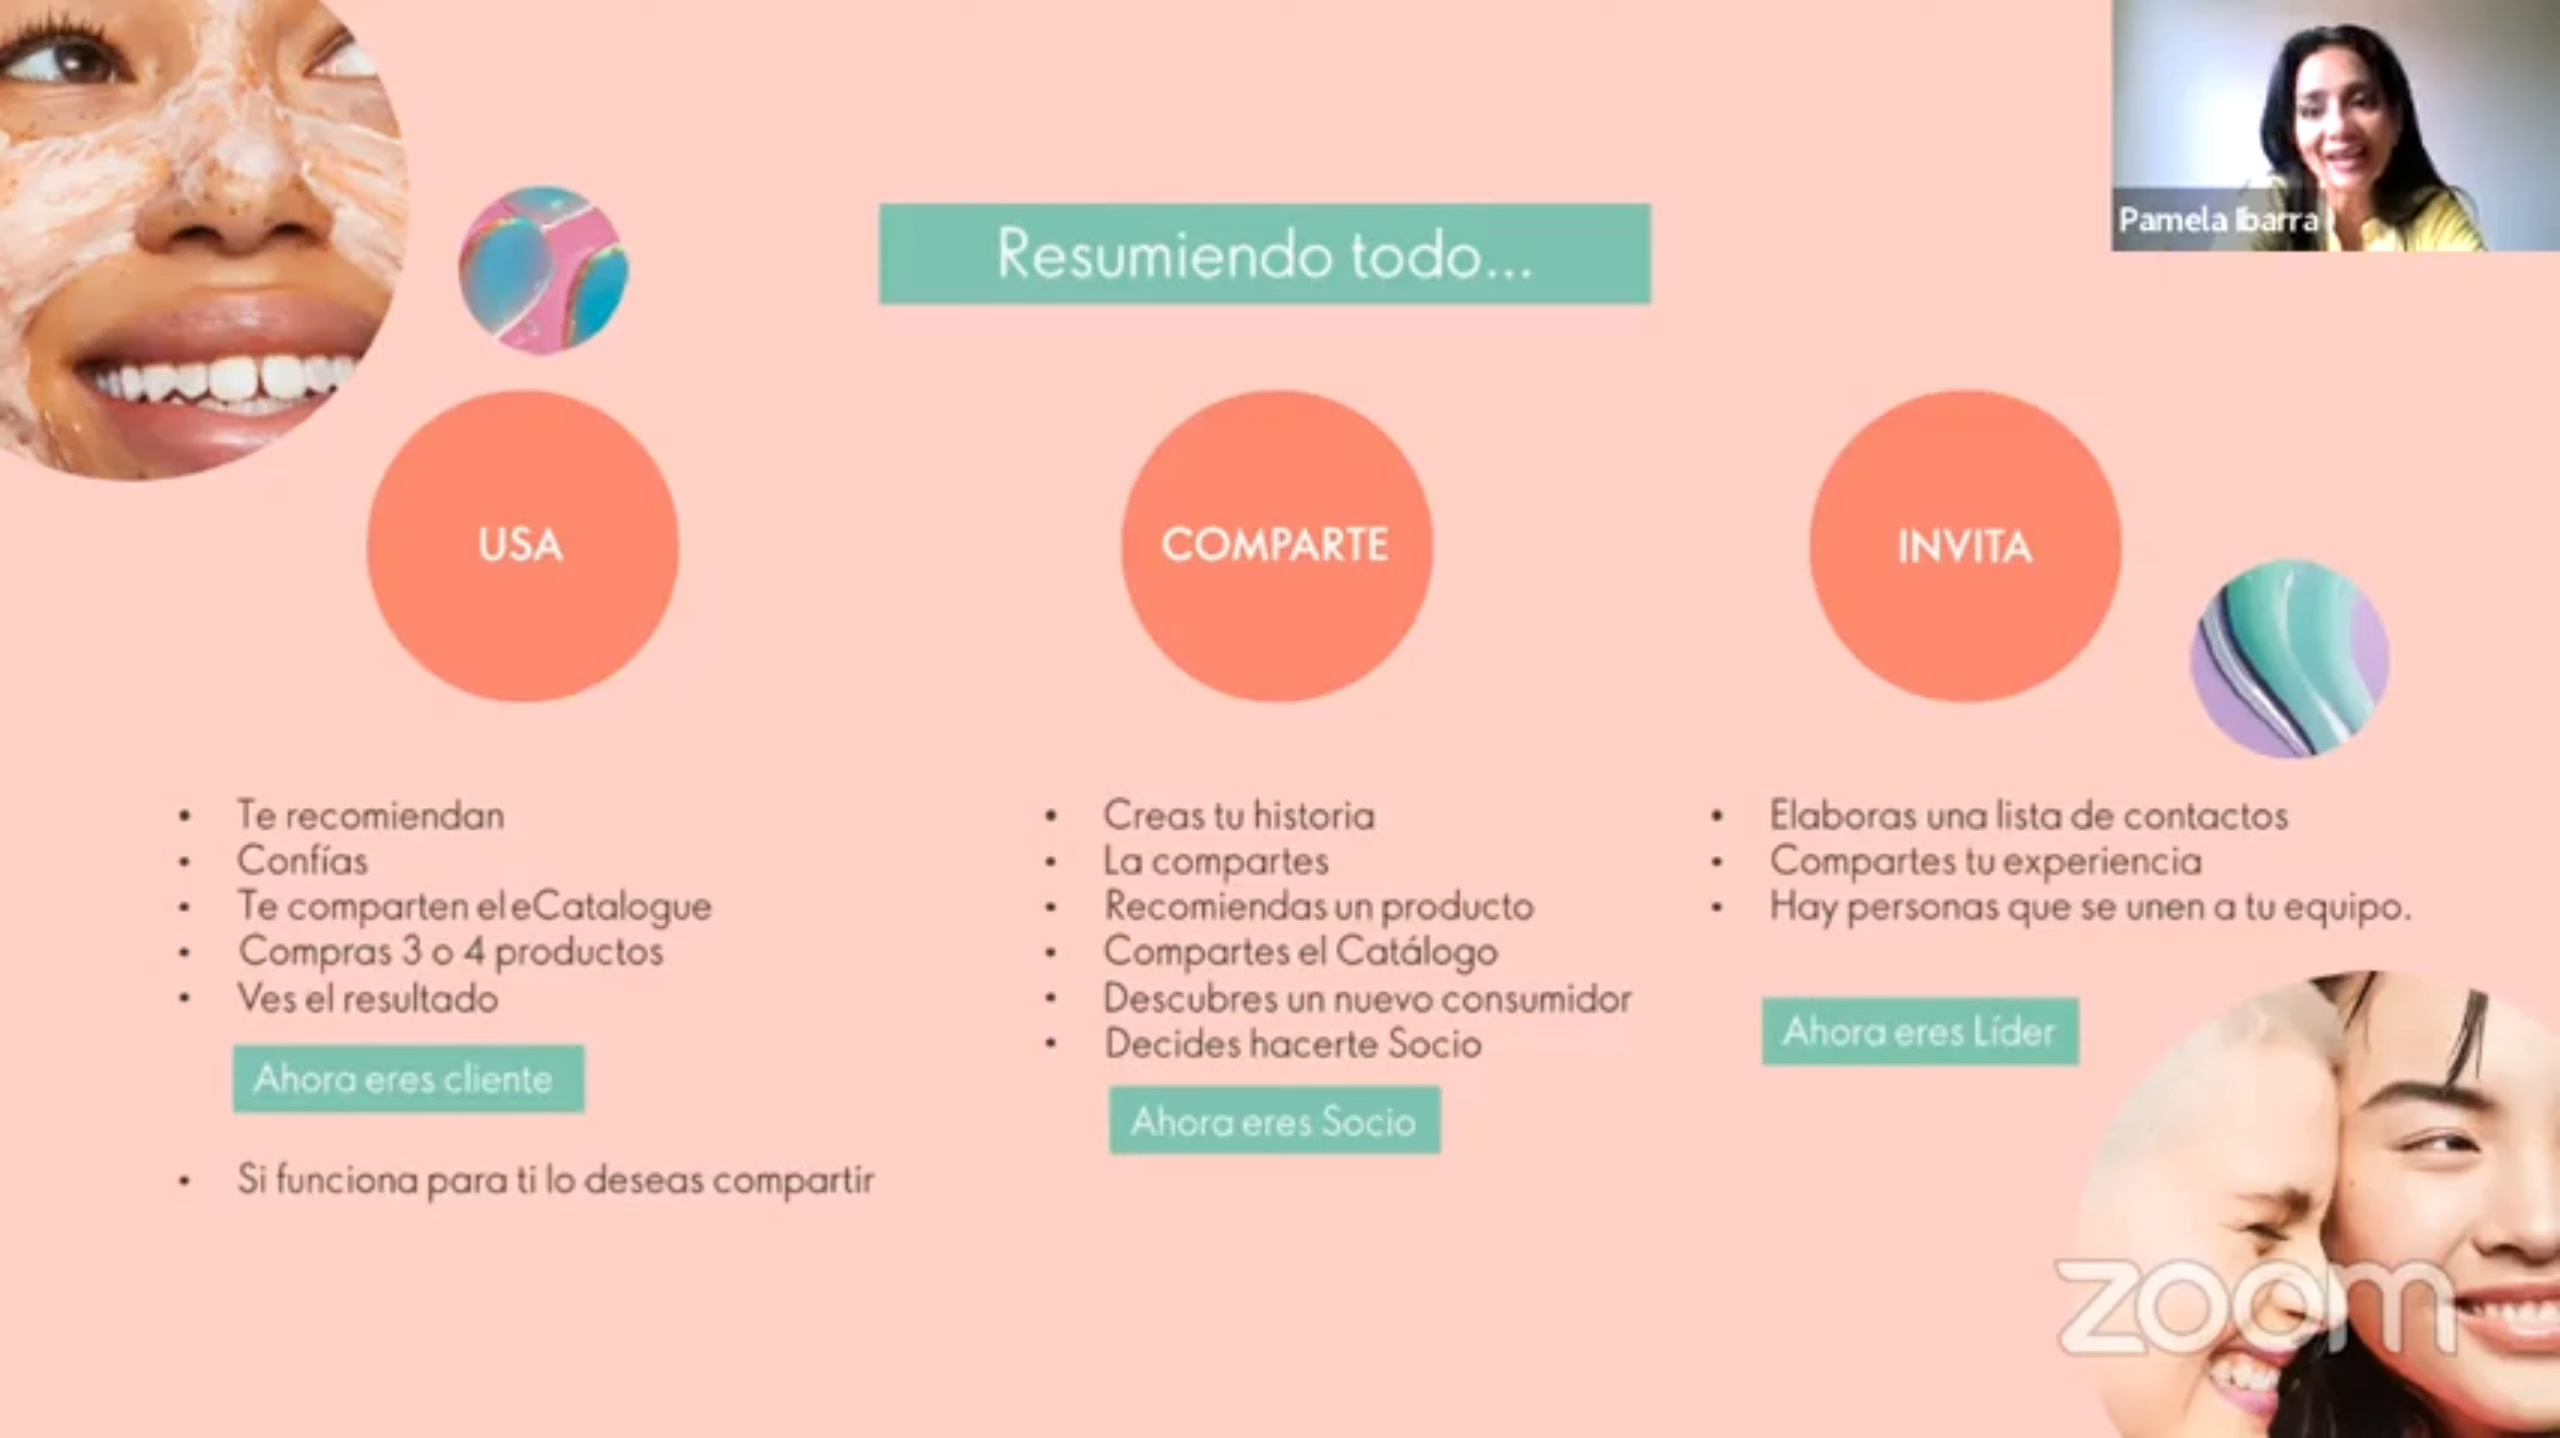 Pamela Ibarra
Resumiendo todo...
USA
Te recomiendan
Confías
Te comparten el eCatalogue
Compras 3 o 4 productos
Ves el resultado
Ahora eres cliente
Si funciona para ti lo deseas compartir
COMPARTE
Creas tu historia
La compartes
Recomiendas un producto
Compartes el Catálogo
Descubres un nuevo consumidor
Decides hacerte Socio
Ahora eres Socio
INVITA
Elaboras una lista de contactos
Compartes tu experiencia
Hay personas que se unen a tu equipo.
Ahora eres Líder
zoom